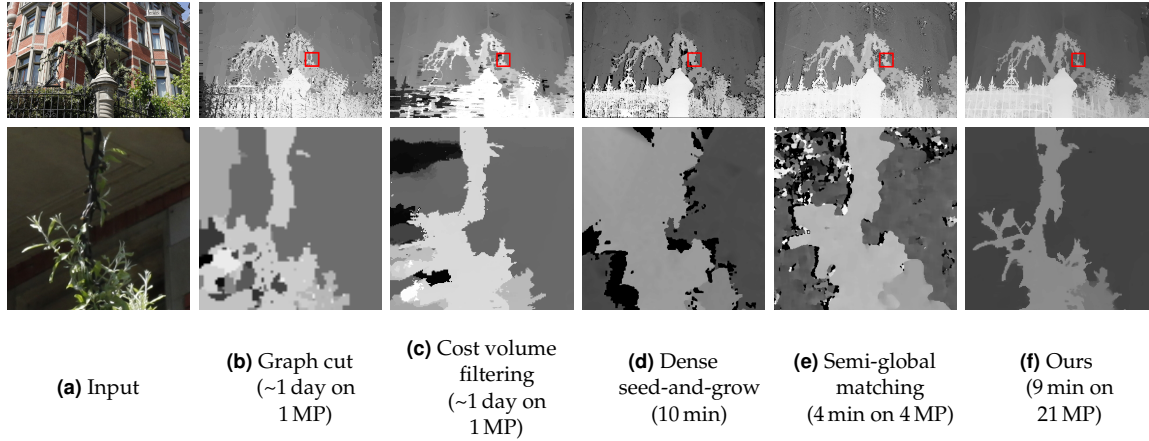 (a) Input
(b) Graph cut
(~1 day on
1 MP)
(c) Cost volume
filtering
(~1 day on
1 MP)
(d) Dense
seed-and-grow
(10 min)
(e) Semi-global
matching
(4 min on 4 MP)
(f) Ours
(9 min on
21 MP)